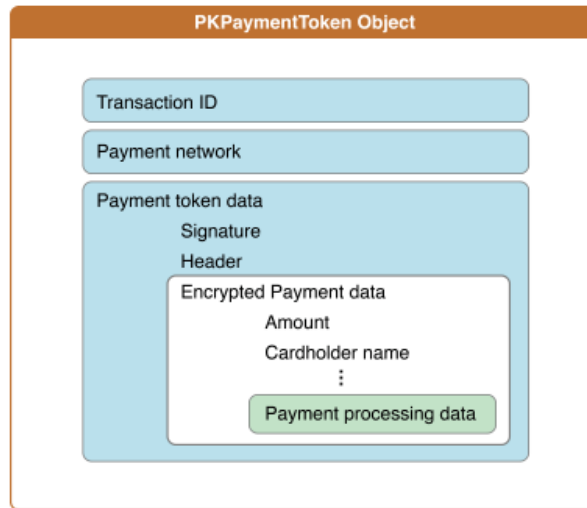 PKPaymentToken Object
Transaction ID
Payment network
Payment token data
Signature
Header
Encrypted Payment data
Amount
Cardholder name
⋮
Payment processing data